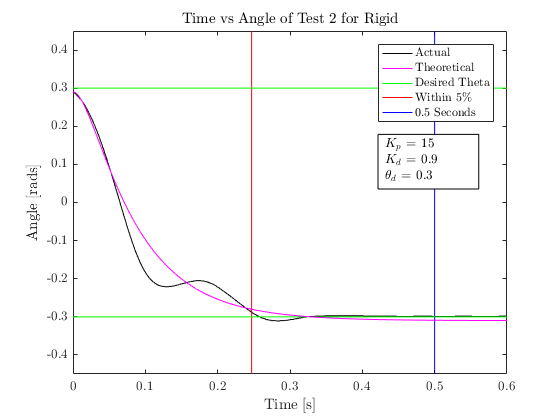 Time vs Angle of Test 2 for Rigid
0.4
0.3
0.2
0.1
0
-0.1
-0.2
-0.3
-0.4
Angle [rads]
Actual
Theoretical
Desired Theta
Within 5%
0.5 Seconds
K_p = 15
K_d = 0.9
θ_d = 0.3
0
0.1
0.2
0.3
0.4
0.5
0.6
Time [s]